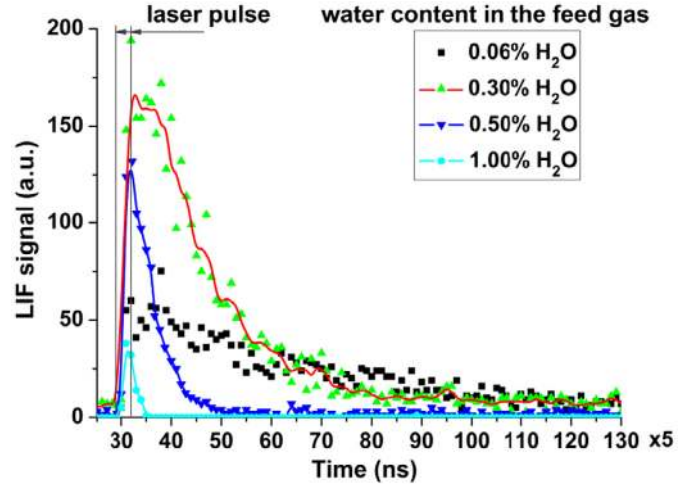 laser pulse
water content in the feed gas
0.06% H₂O
0.30% H₂O
0.50% H₂O
1.00% H₂O
LIF signal (a.u.)
200
150
100
50
0
30 40 50 60 70 80 90 100 110 120 130 x5
Time (ns)